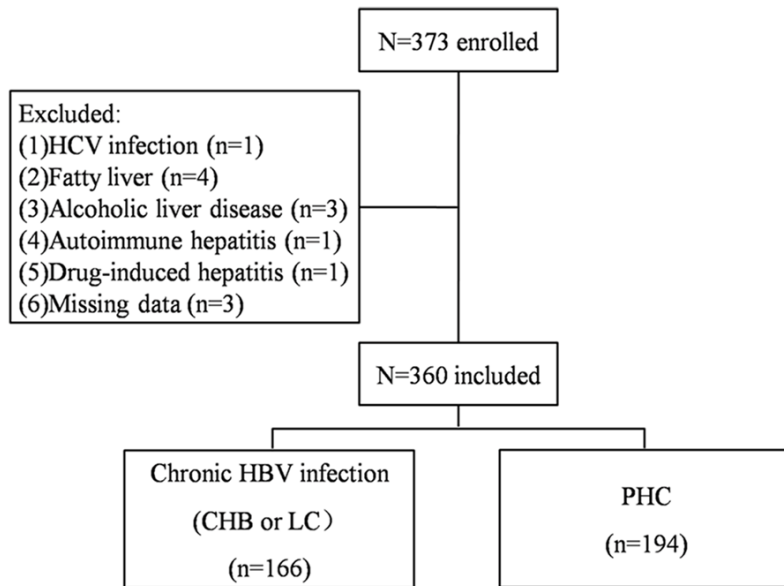 N=373 enrolled
Excluded:
(1)HCV infection (n=1)
(2)Fatty liver (n=4)
(3)Alcoholic liver disease (n=3)
(4)Autoimmune hepatitis (n=1)
(5)Drug-induced hepatitis (n=1)
(6)Missing data (n=3)
N=360 included
Chronic HBV infection
(CHB or LC）
(n=166)
PHC
(n=194)